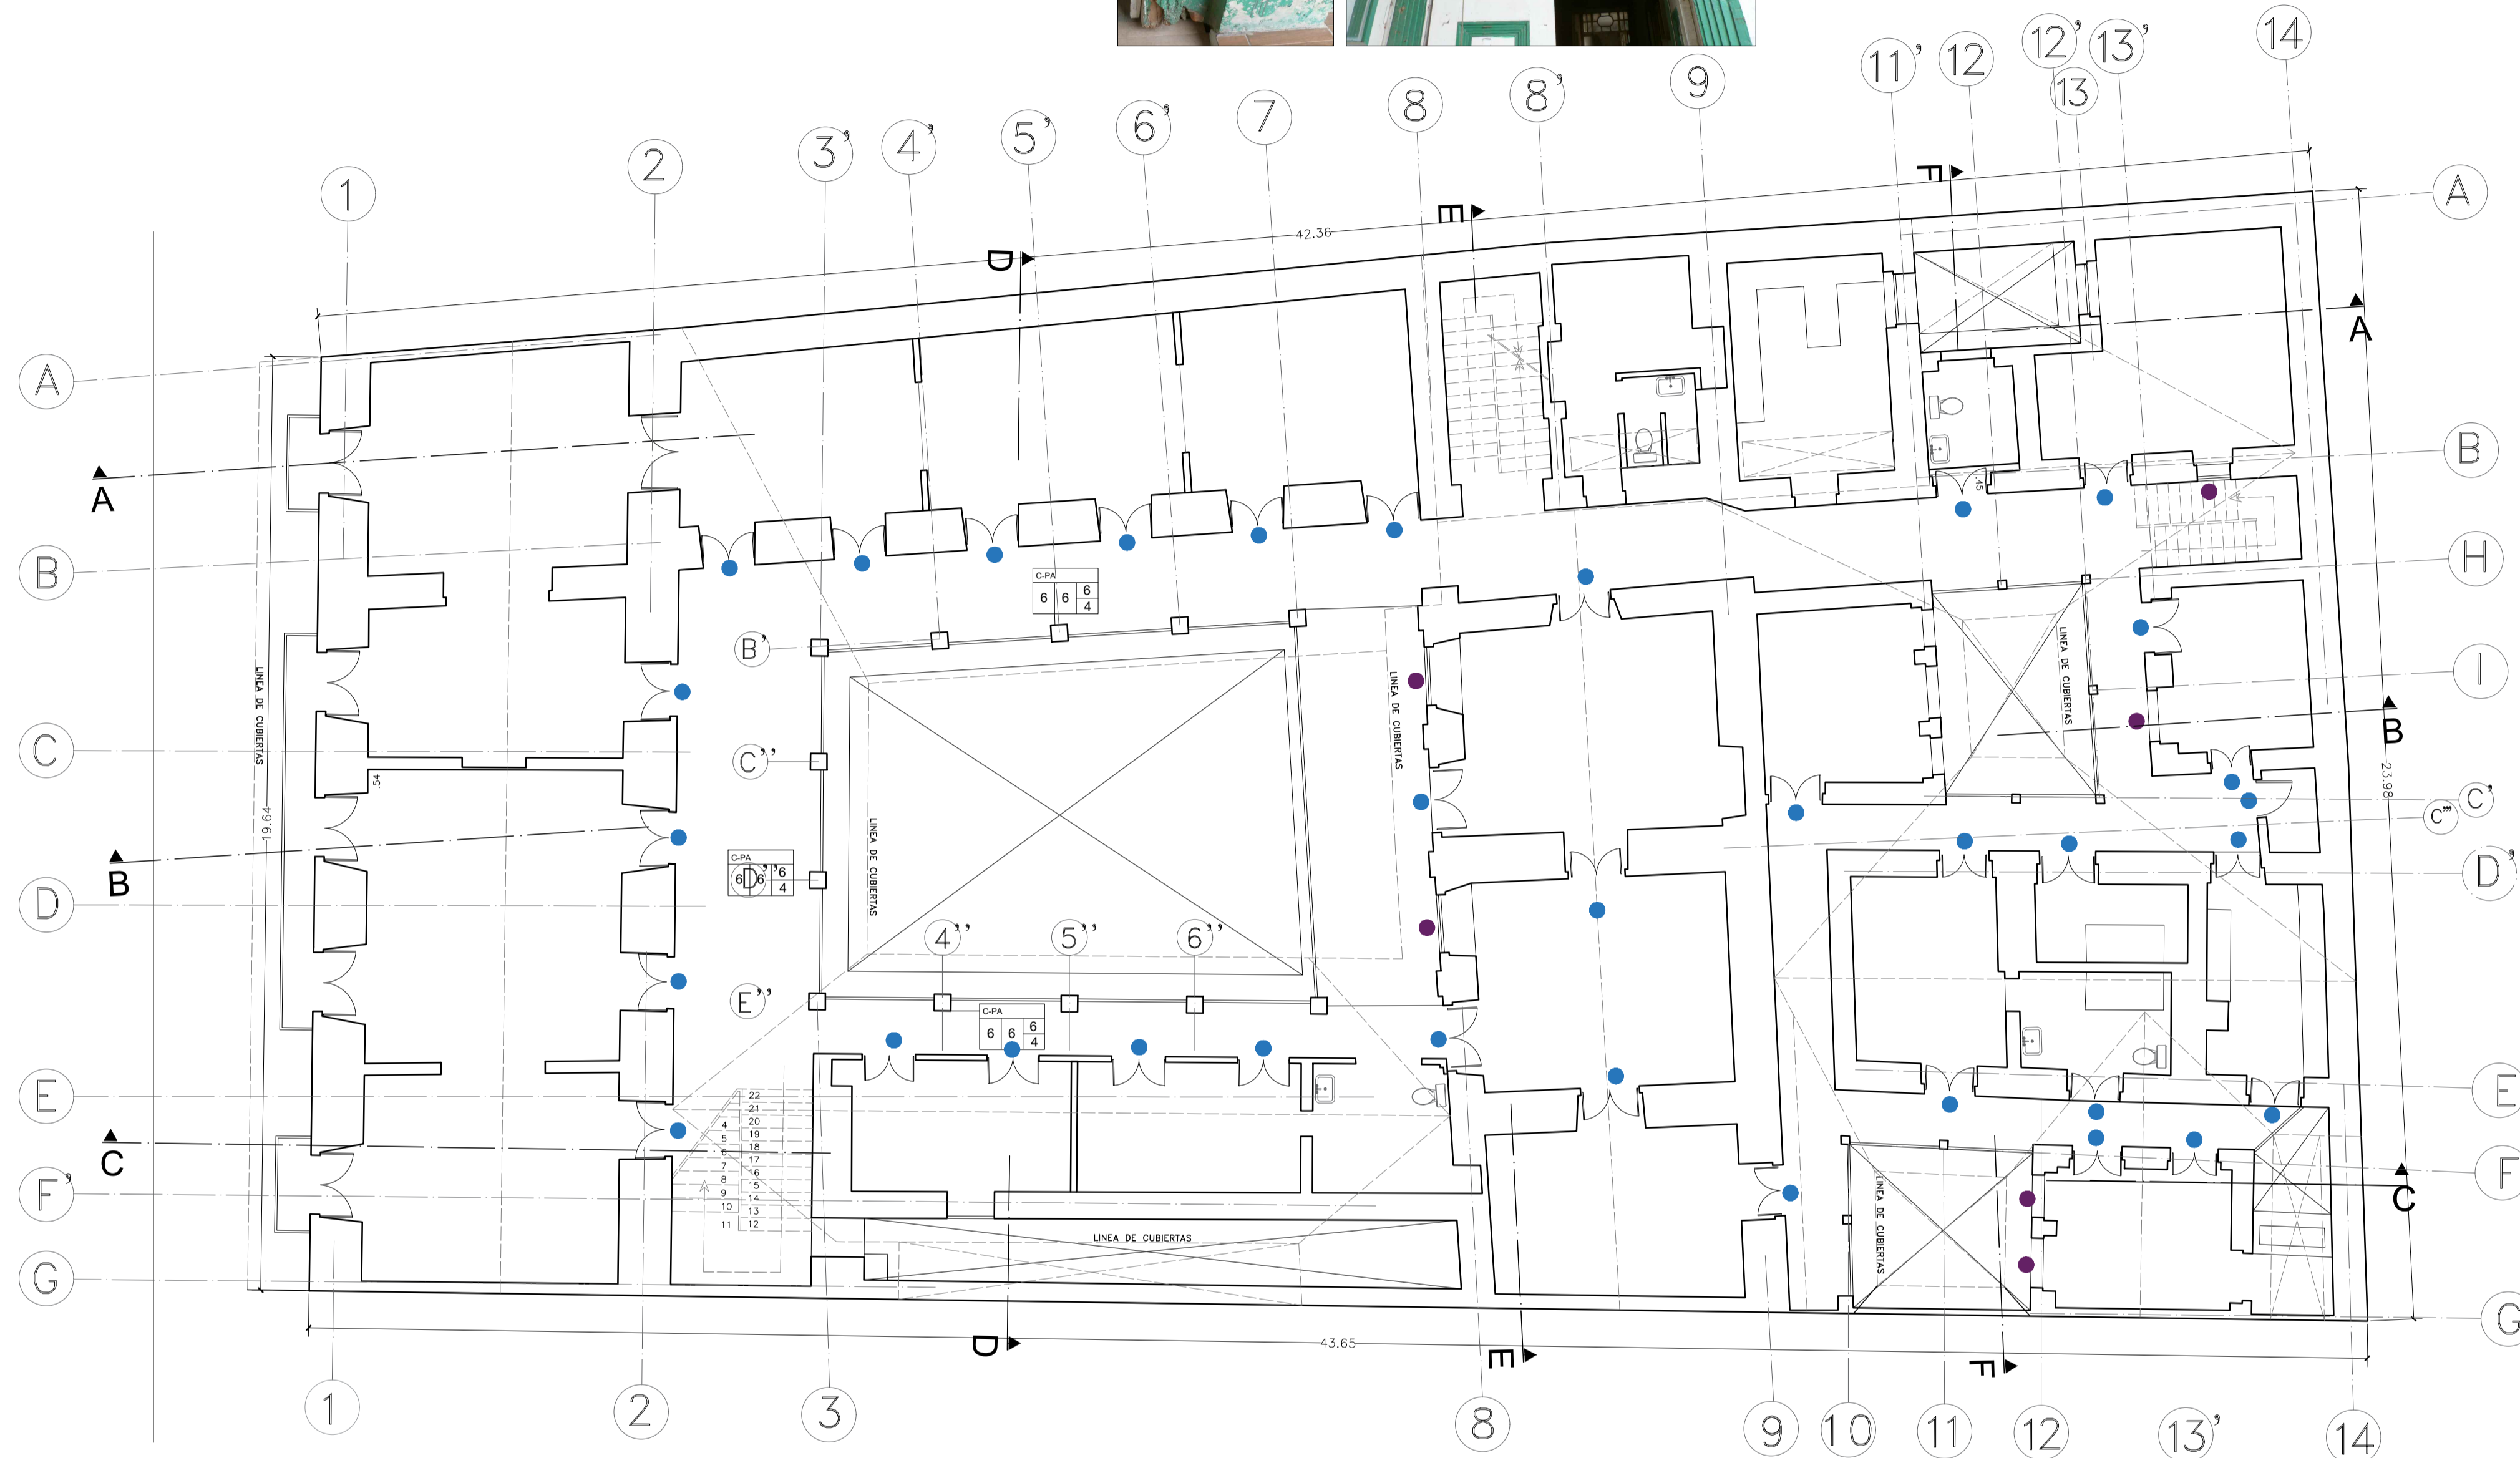 14
12'
13'
12
11'
13
9
8'
8
7
6'
5'
4'
3'
2
1
A
F
E
42.36
D
A
A
A
B
.45
A
B
H
C-PA
6 6 6
4
B'
I
LINEA DE CUBIERTAS
LINEA DE CUBIERTAS
LINEA DE CUBIERTAS
B
C
C''
.54
23.98
C'
C'''
19.64
LINEA DE CUBIERTAS
B
C-PA
6 6 6
4
D''
D
D'
4''
5''
6''
E''
C-PA
6 6 6
4
E
E
22
21
20
19
18
17
16
15
14
13
12
4
5
6
7
8
9
10
11
C
F
C
F'
LINEA DE CUBIERTAS
LINEA DE CUBIERTAS
G
G
D
43.65
E
F
1
2
3
8
9
10
11
12
13'
14